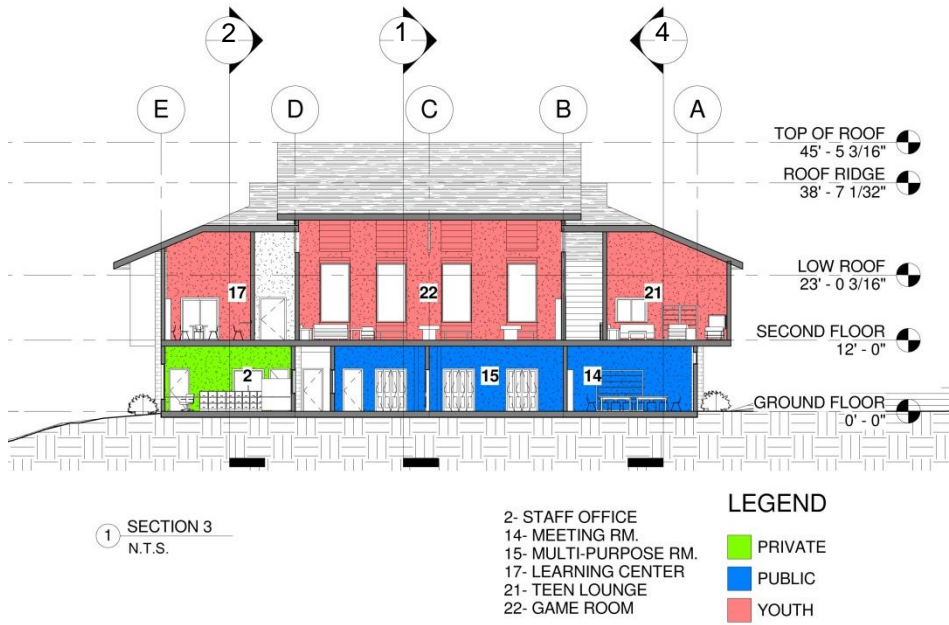 2
1
4
E
D
C
B
A
TOP OF ROOF
45' - 5 3/16"
ROOF RIDGE
38' - 7 1/32"
LOW ROOF
23' - 0 3/16"
SECOND FLOOR
12' - 0"
GROUND FLOOR
0' - 0"
17
22
21
2
15
14
1
SECTION 3
N.T.S.
2- STAFF OFFICE
14- MEETING RM.
15- MULTI-PURPOSE RM.
17- LEARNING CENTER
21- TEEN LOUNGE
22- GAME ROOM
LEGEND
PRIVATE
PUBLIC
YOUTH